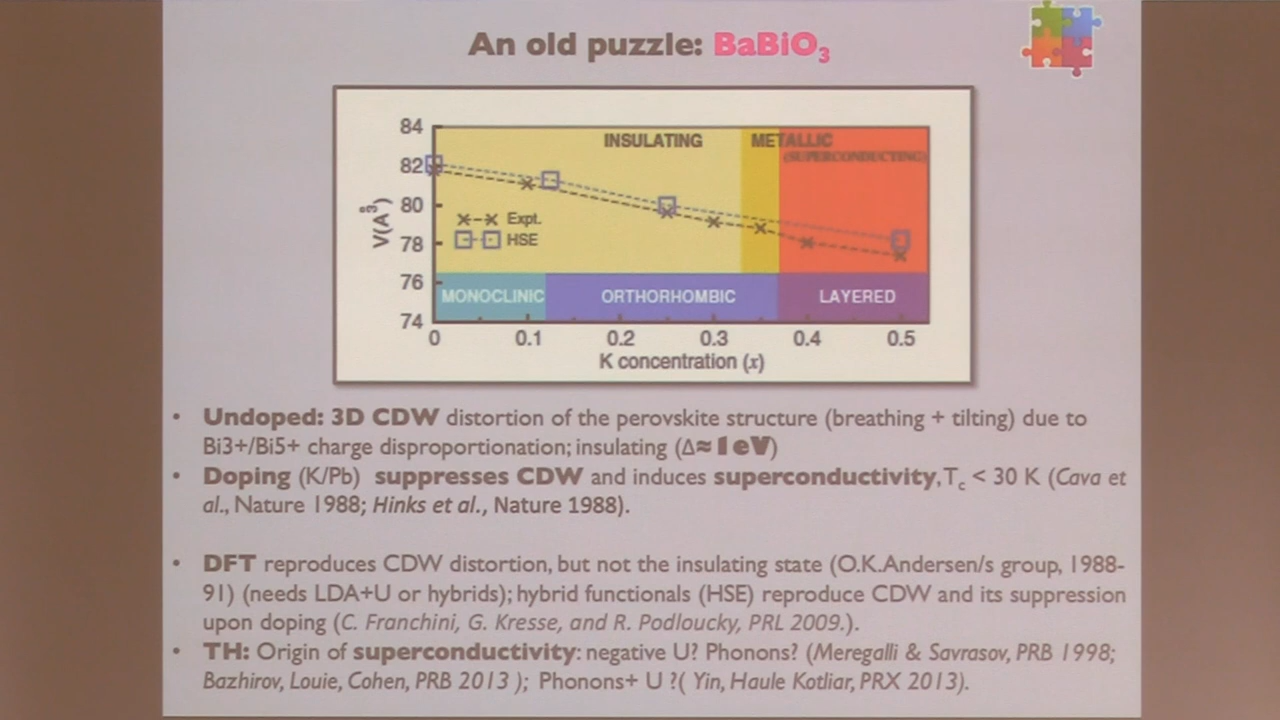 An old puzzle: BaBiO3
84
82
80
78
76
74
V(Å3)
INSULATING
METALLIC
(SUPERCONDUCTING)
Expt.
HSE
MONOCLINIC
ORTHORHOMBIC
LAYERED
0 0.1 0.2 0.3 0.4 0.5
K concentration (x)
• Undoped: 3D CDW distortion of the perovskite structure (breathing + tilting) due to
Bi3+/Bi5+ charge disproportionation; insulating (Δ≈1eV)
• Doping (K/Pb) suppresses CDW and induces superconductivity, Tc < 30 K (Cava et
al., Nature 1988; Hinks et al., Nature 1988).
• DFT reproduces CDW distortion, but not the insulating state (O.K.Andersen/s group, 1988-
91) (needs LDA+U or hybrids); hybrid functionals (HSE) reproduce CDW and its suppression
upon doping (C. Franchini, G. Kresse, and R. Podloucky, PRL 2009.).
• TH: Origin of superconductivity: negative U? Phonons? (Meregalli & Savrasov, PRB 1998;
Bazhirov, Louie, Cohen, PRB 2013 ); Phonons+ U ?( Yin, Haule Kotliar, PRX 2013).